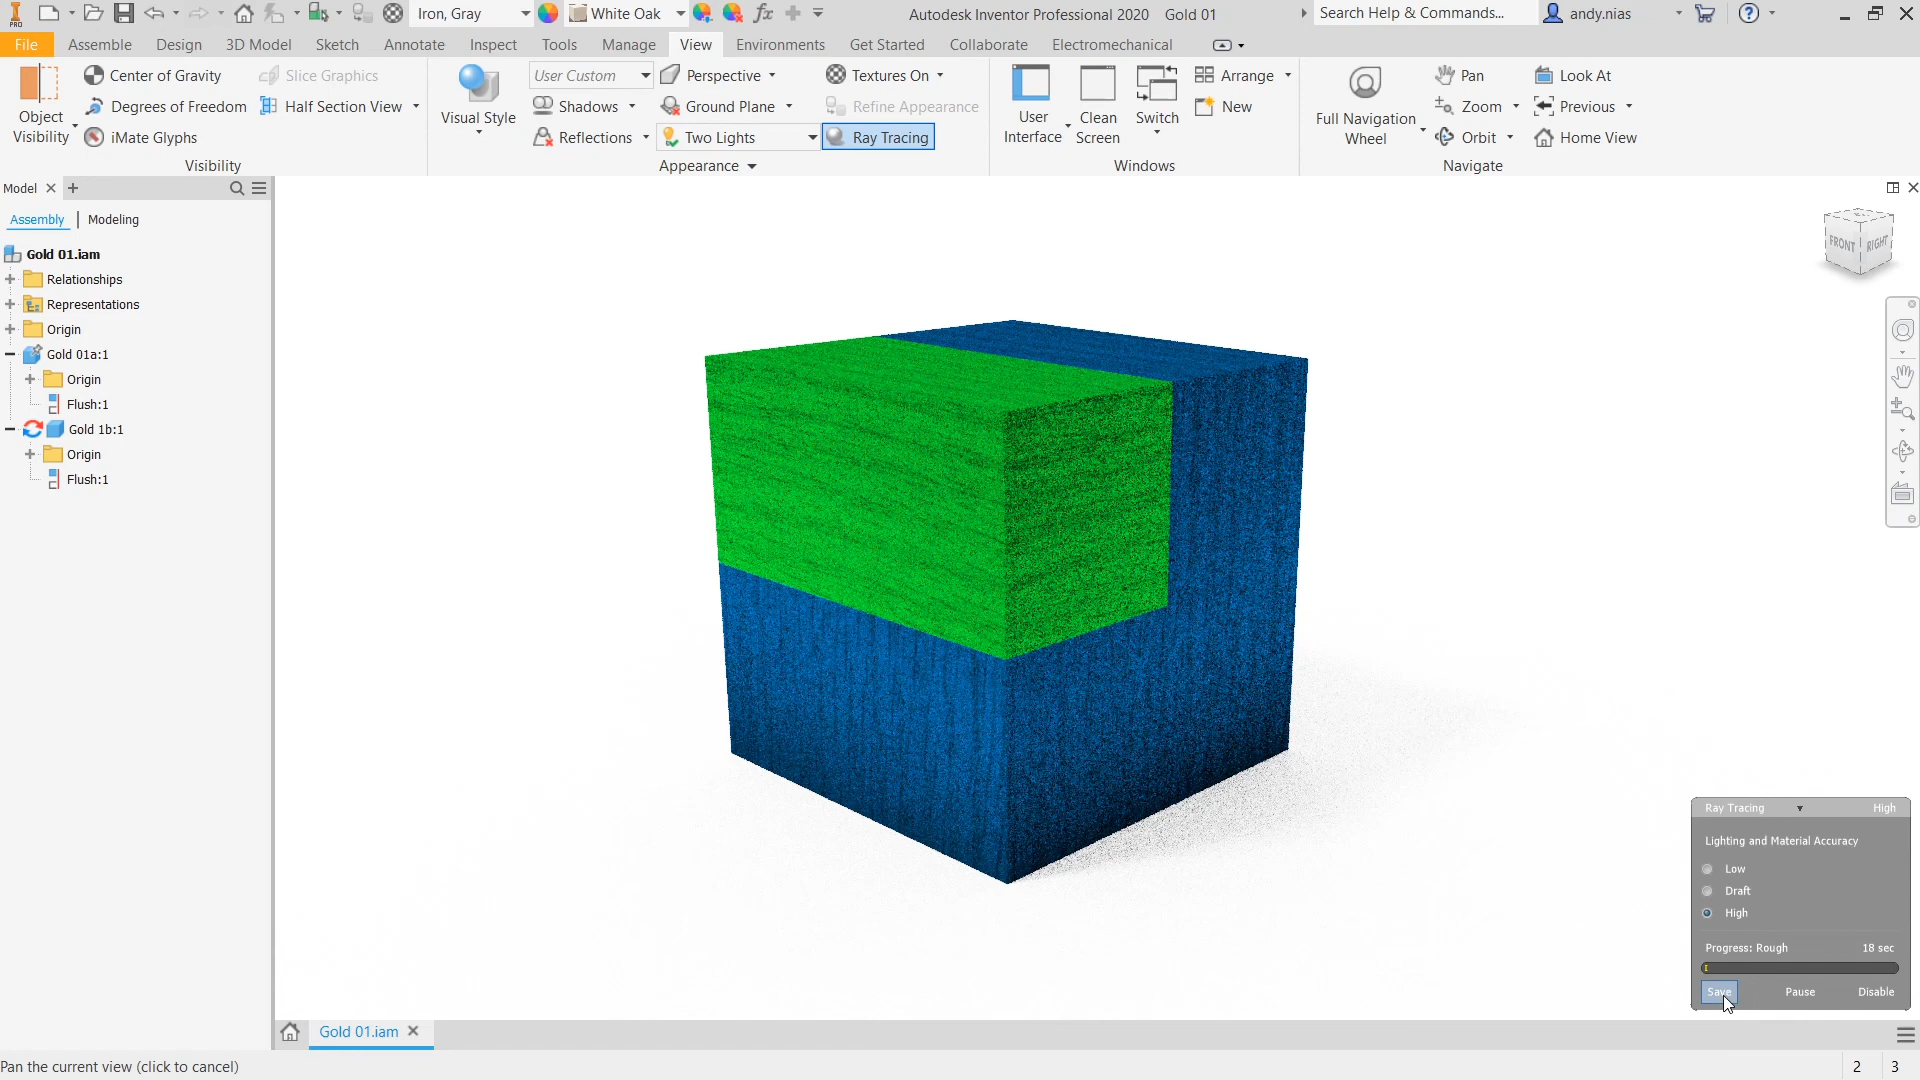 PRO
Iron, Gray
White Oak
fx
Autodesk Inventor Professional 2020 Gold 01
Search Help & Commands...
andy.nias
File Assemble Design 3D Model Sketch Annotate Inspect Tools Manage View Environments Get Started Collaborate Electromechanical
Object
Visibility
Center of Gravity
Degrees of Freedom
iMate Glyphs
Slice Graphics
Half Section View
Visibility
Visual Style
User Custom
Shadows
Reflections
Perspective
Ground Plane
Two Lights
Textures On
Refine Appearance
Ray Tracing
Appearance
User
Interface
Clean
Screen
Switch
Arrange
New
Windows
Full Navigation
Wheel
Pan
Zoom
Orbit
Look At
Previous
Home View
Navigate
Model
Assembly | Modeling
Gold 01.iam
Relationships
Representations
Origin
Gold 01a:1
Origin
Flush:1
Gold 1b:1
Origin
Flush:1
FRONT RIGHT
Ray Tracing High
Lighting and Material Accuracy
Low
Draft
High
Progress: Rough 18 sec
Save Pause Disable
Gold 01.iam
Pan the current view (click to cancel)
2 3